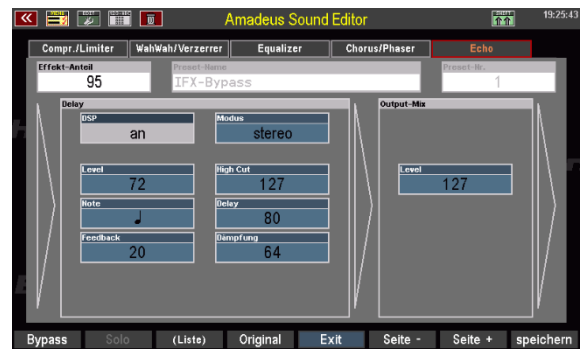 Amadeus Sound Editor
19:25:43
Compr./Limiter WahWah/Verzerrer Equalizer Chorus/Phaser Echo
Effekt-Anteil Preset-Name Preset-Nr.
95 IFX-Bypass 1
Delay Output-Mix
DSP Modus
an stereo
Level High Cut Level
72 127 127
Note Delay
♩ 80
Feedback Dämpfung
20 64
Bypass Solo (Liste) Original Exit Seite - Seite + speichern